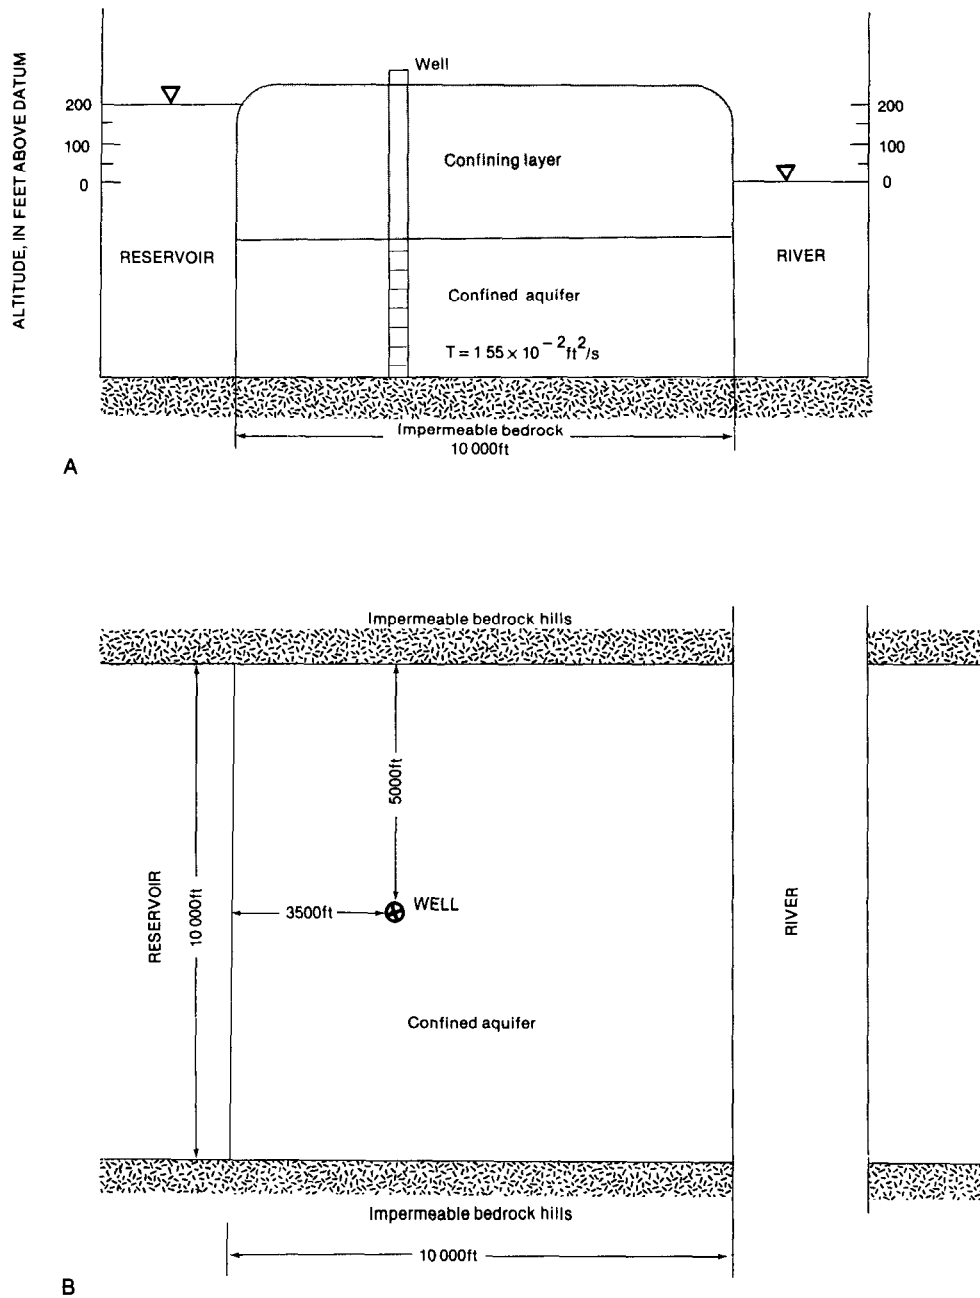 Well
ALTITUDE, IN FEET ABOVE DATUM
200
100
0
200
100
0
Confining layer
RESERVOIR
RIVER
Confined aquifer
T = 1 55 × 10⁻² ft²/s
Impermeable bedrock
10 000ft
A
Impermeable bedrock hills
5000ft
RESERVOIR
10 000ft
3500ft
WELL
RIVER
Confined aquifer
Impermeable bedrock hills
10 000ft
B